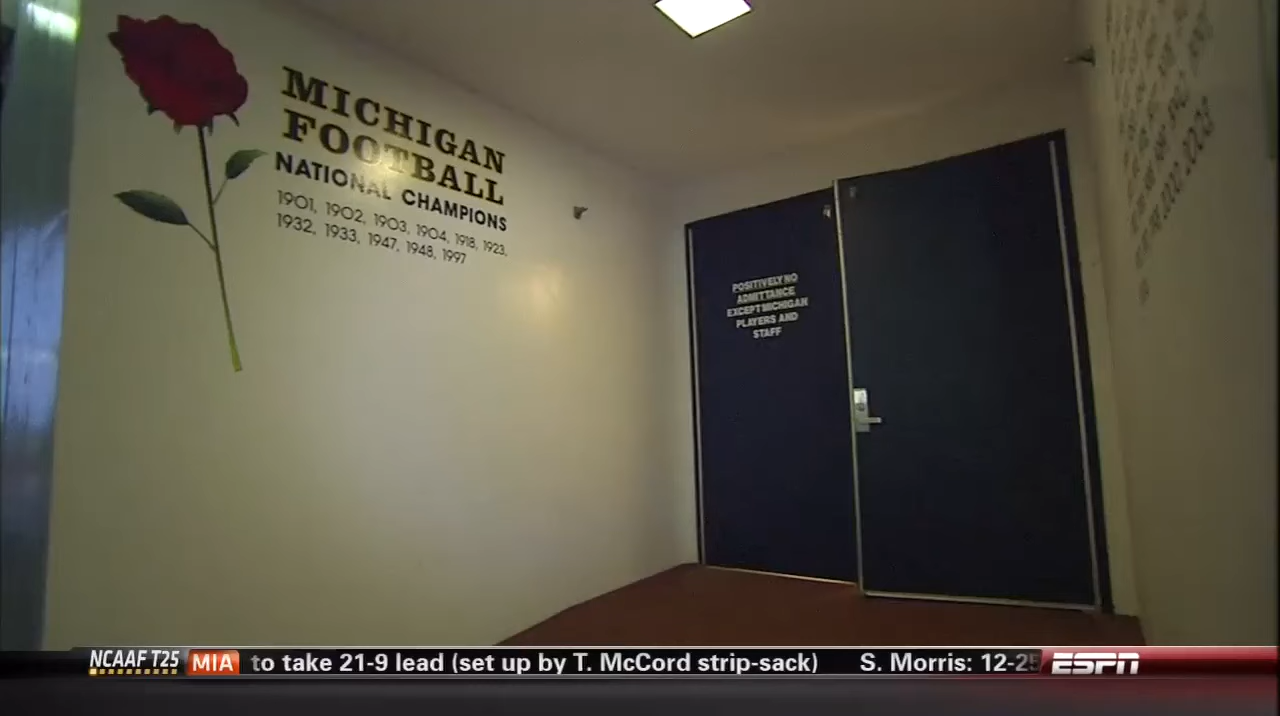 MICHIGAN
FOOTBALL
NATIONAL CHAMPIONS
1901, 1902, 1903, 1904, 1918, 1923,
1932, 1933, 1947, 1948, 1997
POSITIVELY NO
ADMITTANCE
EXCEPT MICHIGAN
PLAYERS AND
STAFF
NCAAF T25 MIA to take 21-9 lead (set up by T. McCord strip-sack) S. Morris: 12-25 ESPN